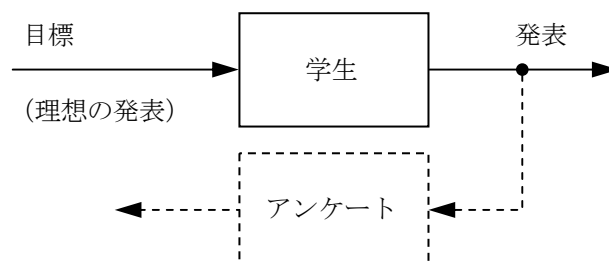 目標
(理想の発表)
学生
発表
アンケート